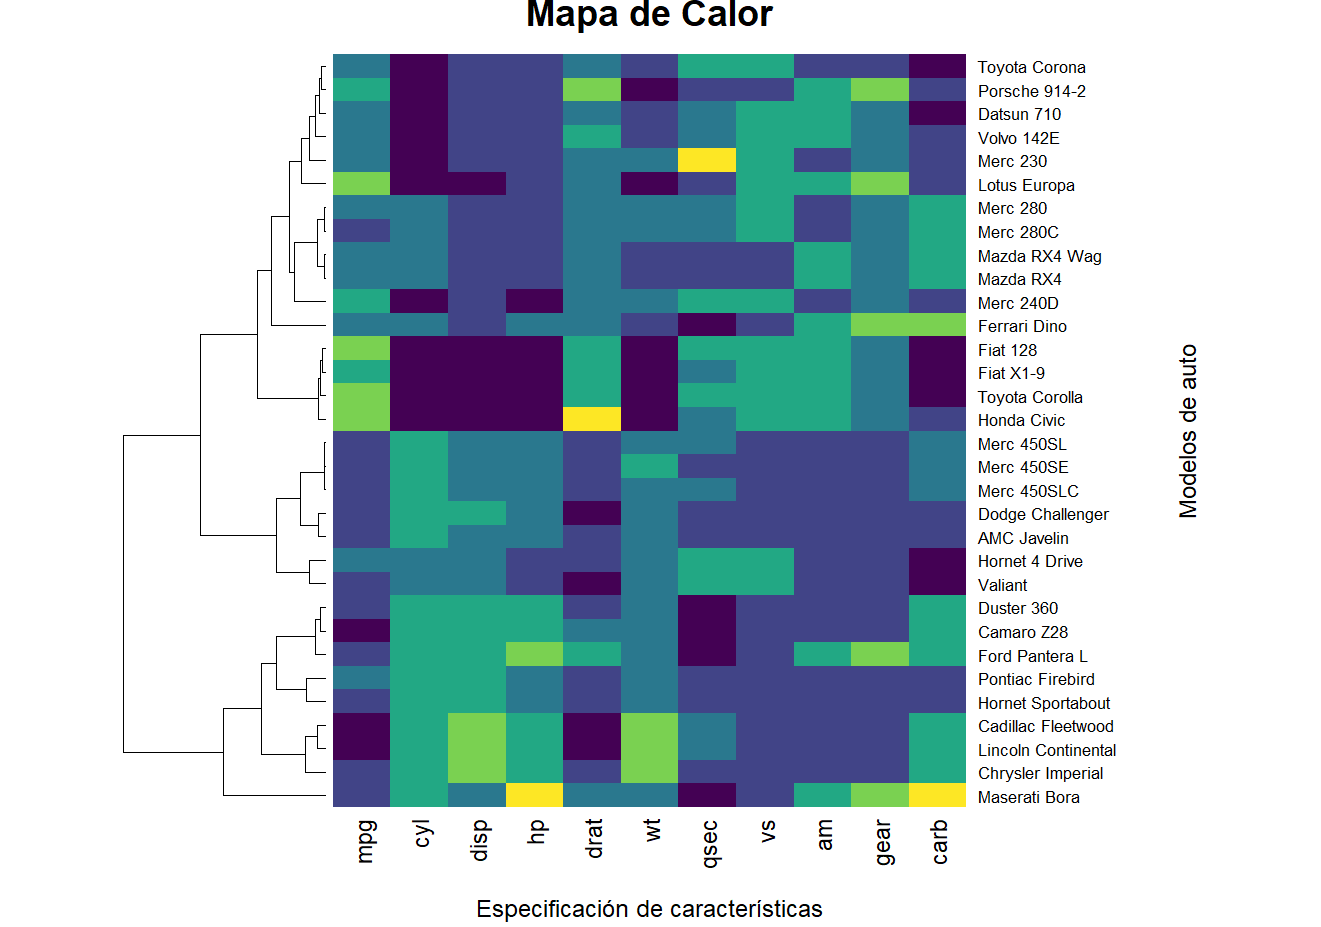 Mapa de Calor
Toyota Corona
Porsche 914-2
Datsun 710
Volvo 142E
Merc 230
Lotus Europa
Merc 280
Merc 280C
Mazda RX4 Wag
Mazda RX4
Merc 240D
Ferrari Dino
Fiat 128
Fiat X1-9
Toyota Corolla
Honda Civic
Merc 450SL
Merc 450SE
Merc 450SLC
Dodge Challenger
AMC Javelin
Hornet 4 Drive
Valiant
Duster 360
Camaro Z28
Ford Pantera L
Pontiac Firebird
Hornet Sportabout
Cadillac Fleetwood
Lincoln Continental
Chrysler Imperial
Maserati Bora
Modelos de auto
mpg
cyl
disp
hp
drat
wt
qsec
vs
am
gear
carb
Especificación de características